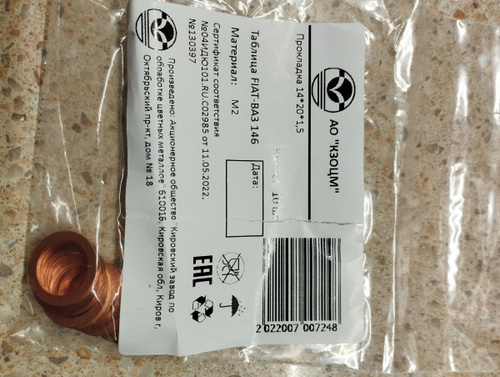 АО "КЗОЦМ"
Прокладка 14*20*1,5
Таблица FIAT-ВАЗ 146
Материал: М2
Сертификат соответствия
№04ИДЮ101.RU.С02985 от 11.05.2022,
№130397
Произведено: Акционерное общество "Кировский завод по
обработке цветных металлов" 610016, Кировская обл, Киров г,
Октябрьский пр-кт, дом № 18
Дата:
ЕАС
2 022007 007248